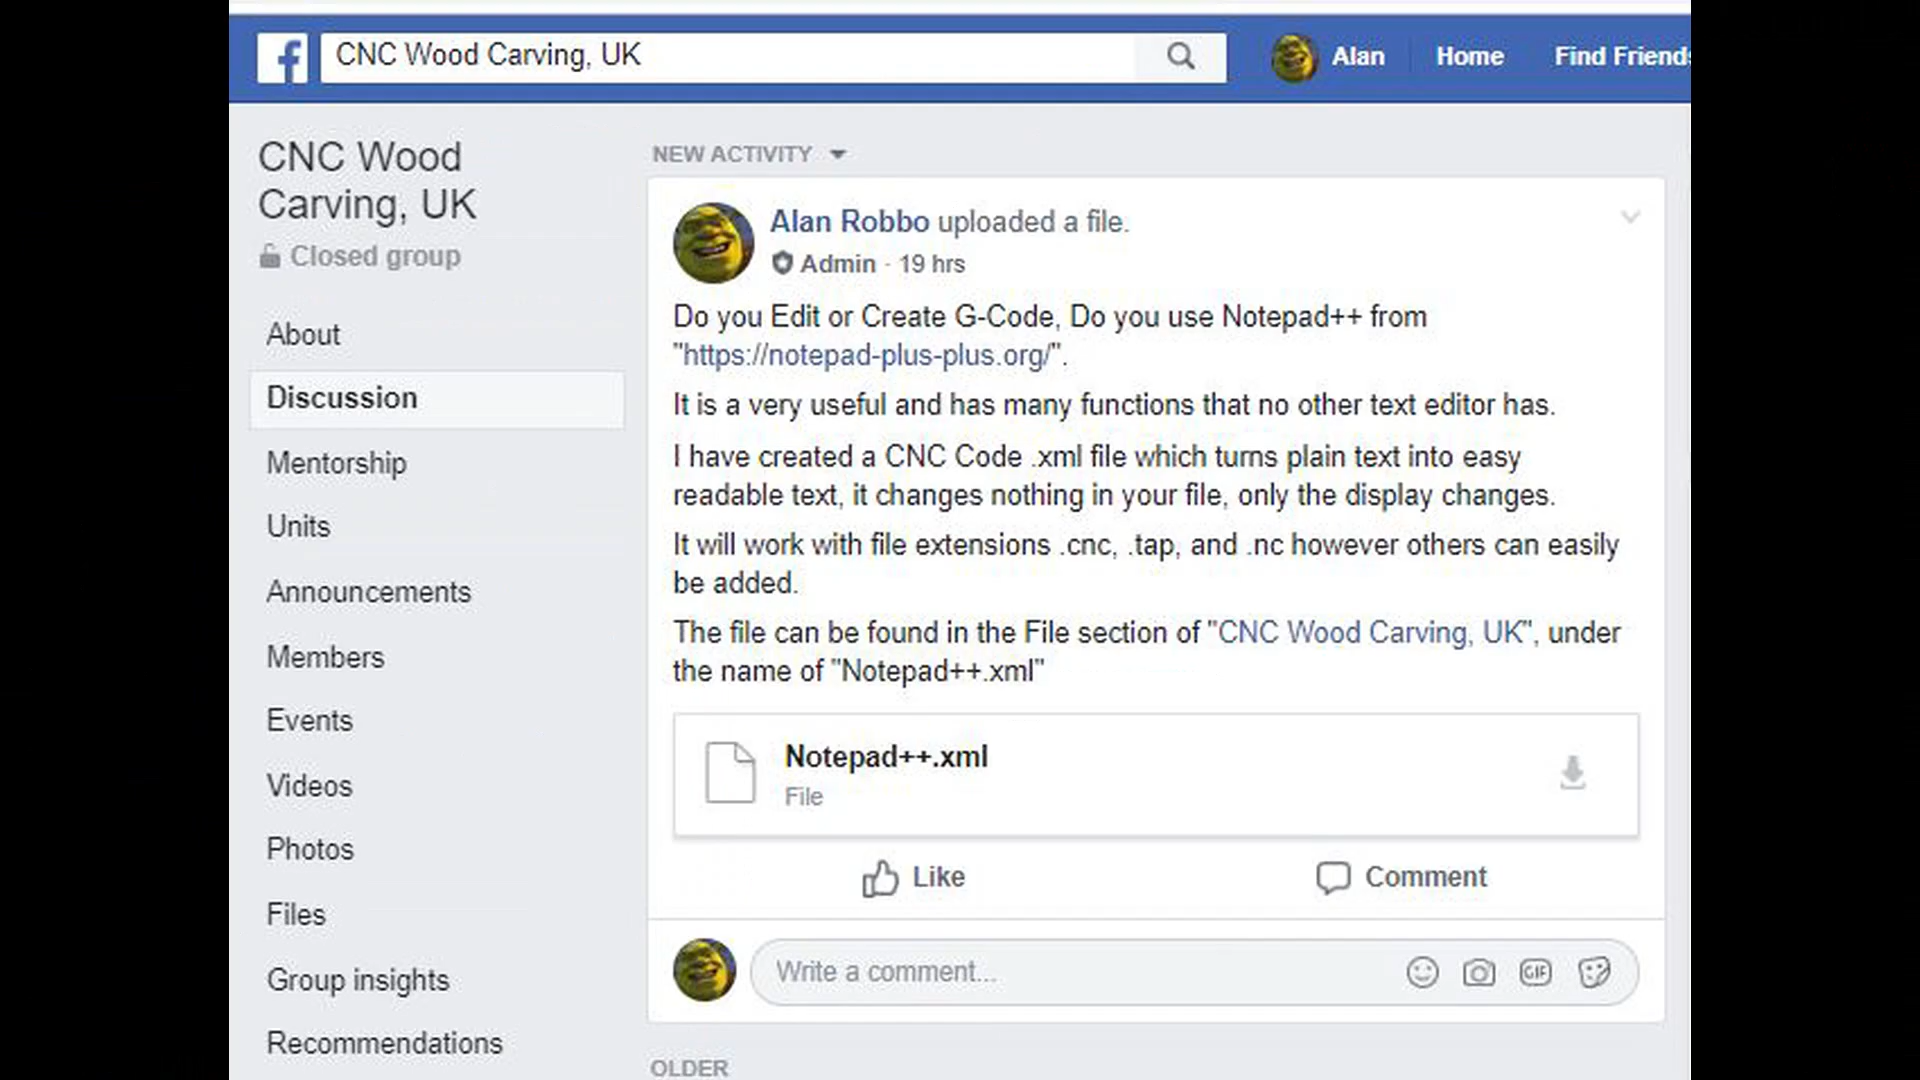 CNC Wood Carving, UK
Alan
Home
Find Friends
CNC Wood
Carving, UK
Closed group
About
Discussion
Mentorship
Units
Announcements
Members
Events
Videos
Photos
Files
Group insights
Recommendations
NEW ACTIVITY
Alan Robbo uploaded a file.
Admin · 19 hrs
Do you Edit or Create G-Code, Do you use Notepad++ from
"https://notepad-plus-plus.org/".
It is a very useful and has many functions that no other text editor has.
I have created a CNC Code .xml file which turns plain text into easy
readable text, it changes nothing in your file, only the display changes.
It will work with file extensions .cnc, .tap, and .nc however others can easily
be added.
The file can be found in the File section of "CNC Wood Carving, UK", under
the name of "Notepad++.xml"
Notepad++.xml
File
Like
Comment
Write a comment...
GIF
OLDER